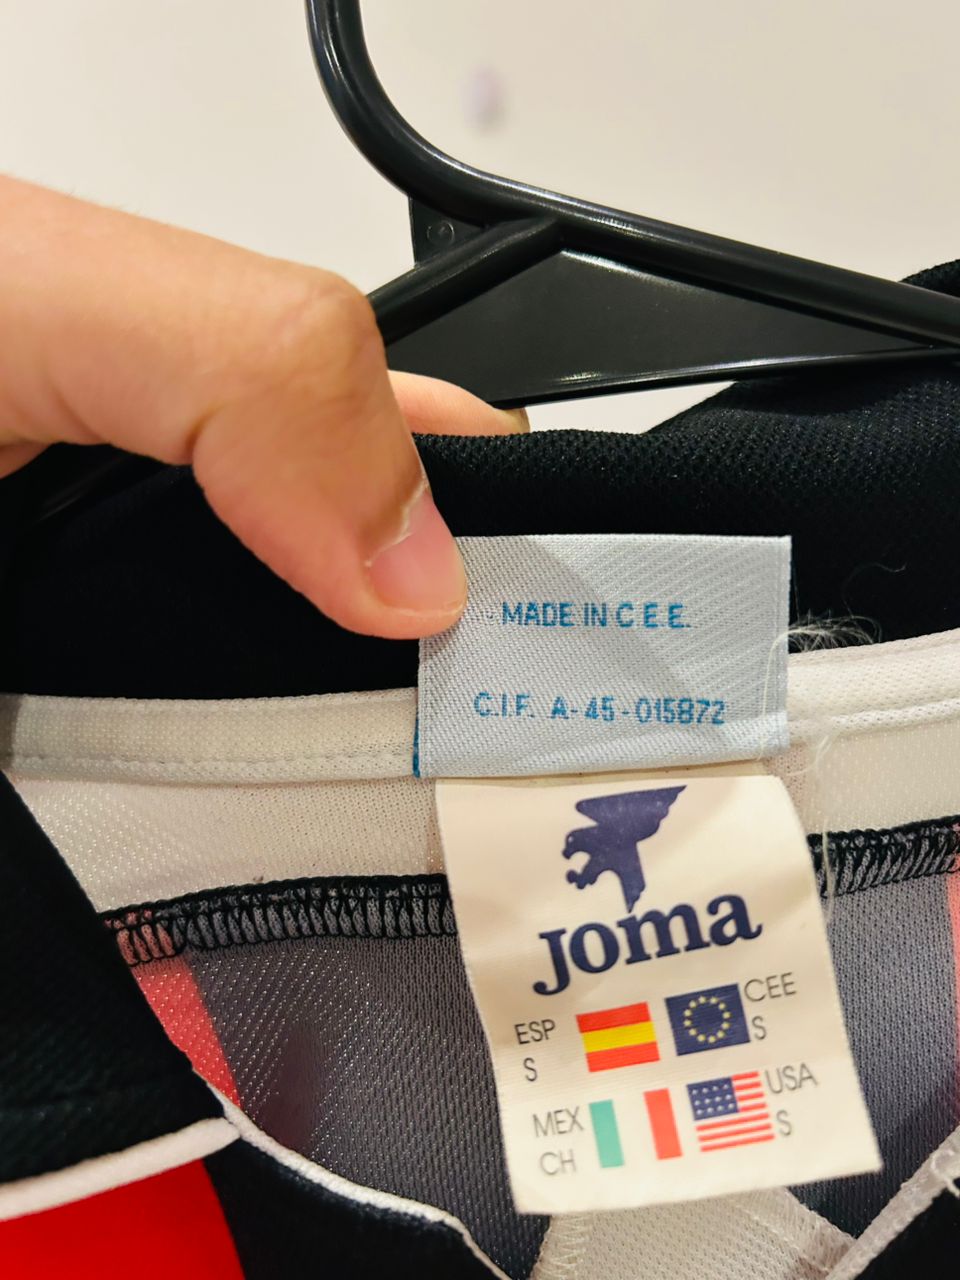 MADE IN C E E.
C.I.F. A-45-015872
Joma
ESP
S
CEE
S
MEX
CH
USA
S